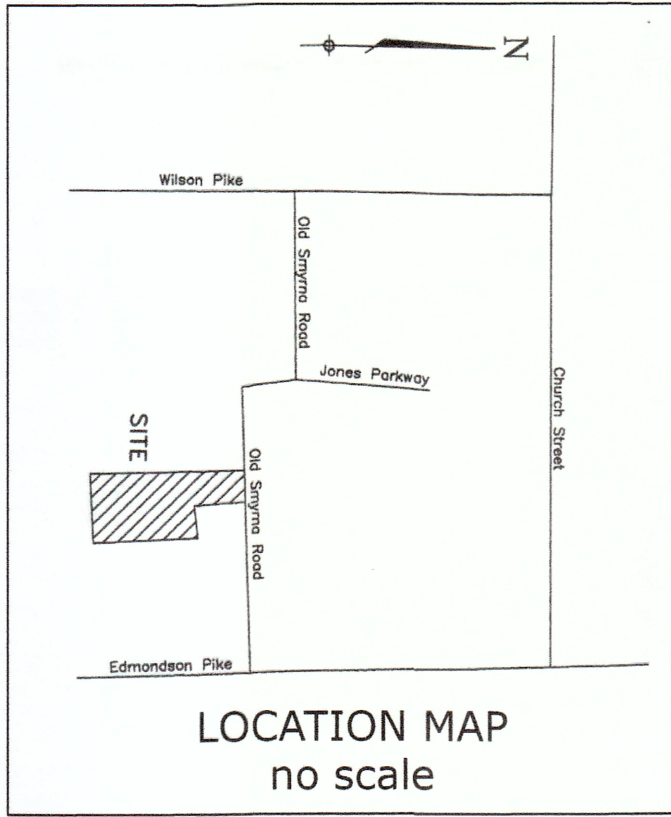 N
Wilson Pike
Old Smyrna Road
Jones Parkway
Church Street
SITE
Old Smyrna Road
Edmondson Pike
LOCATION MAP
no scale